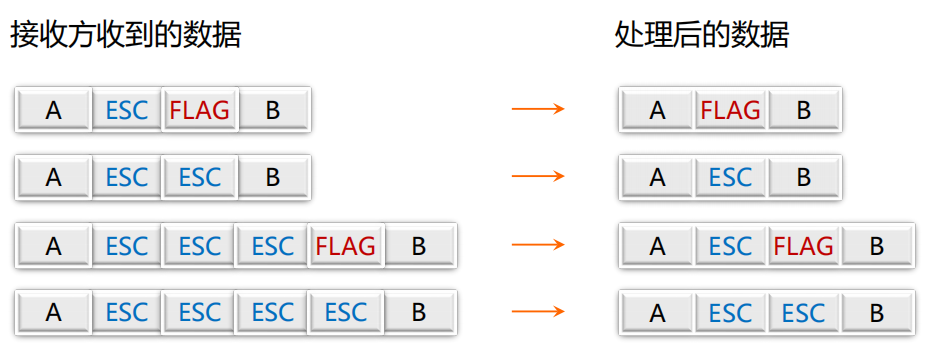 接收方收到的数据 处理后的数据
A ESC FLAG B A FLAG B
A ESC ESC B A ESC B
A ESC ESC ESC FLAG B A ESC FLAG B
A ESC ESC ESC ESC B A ESC ESC B